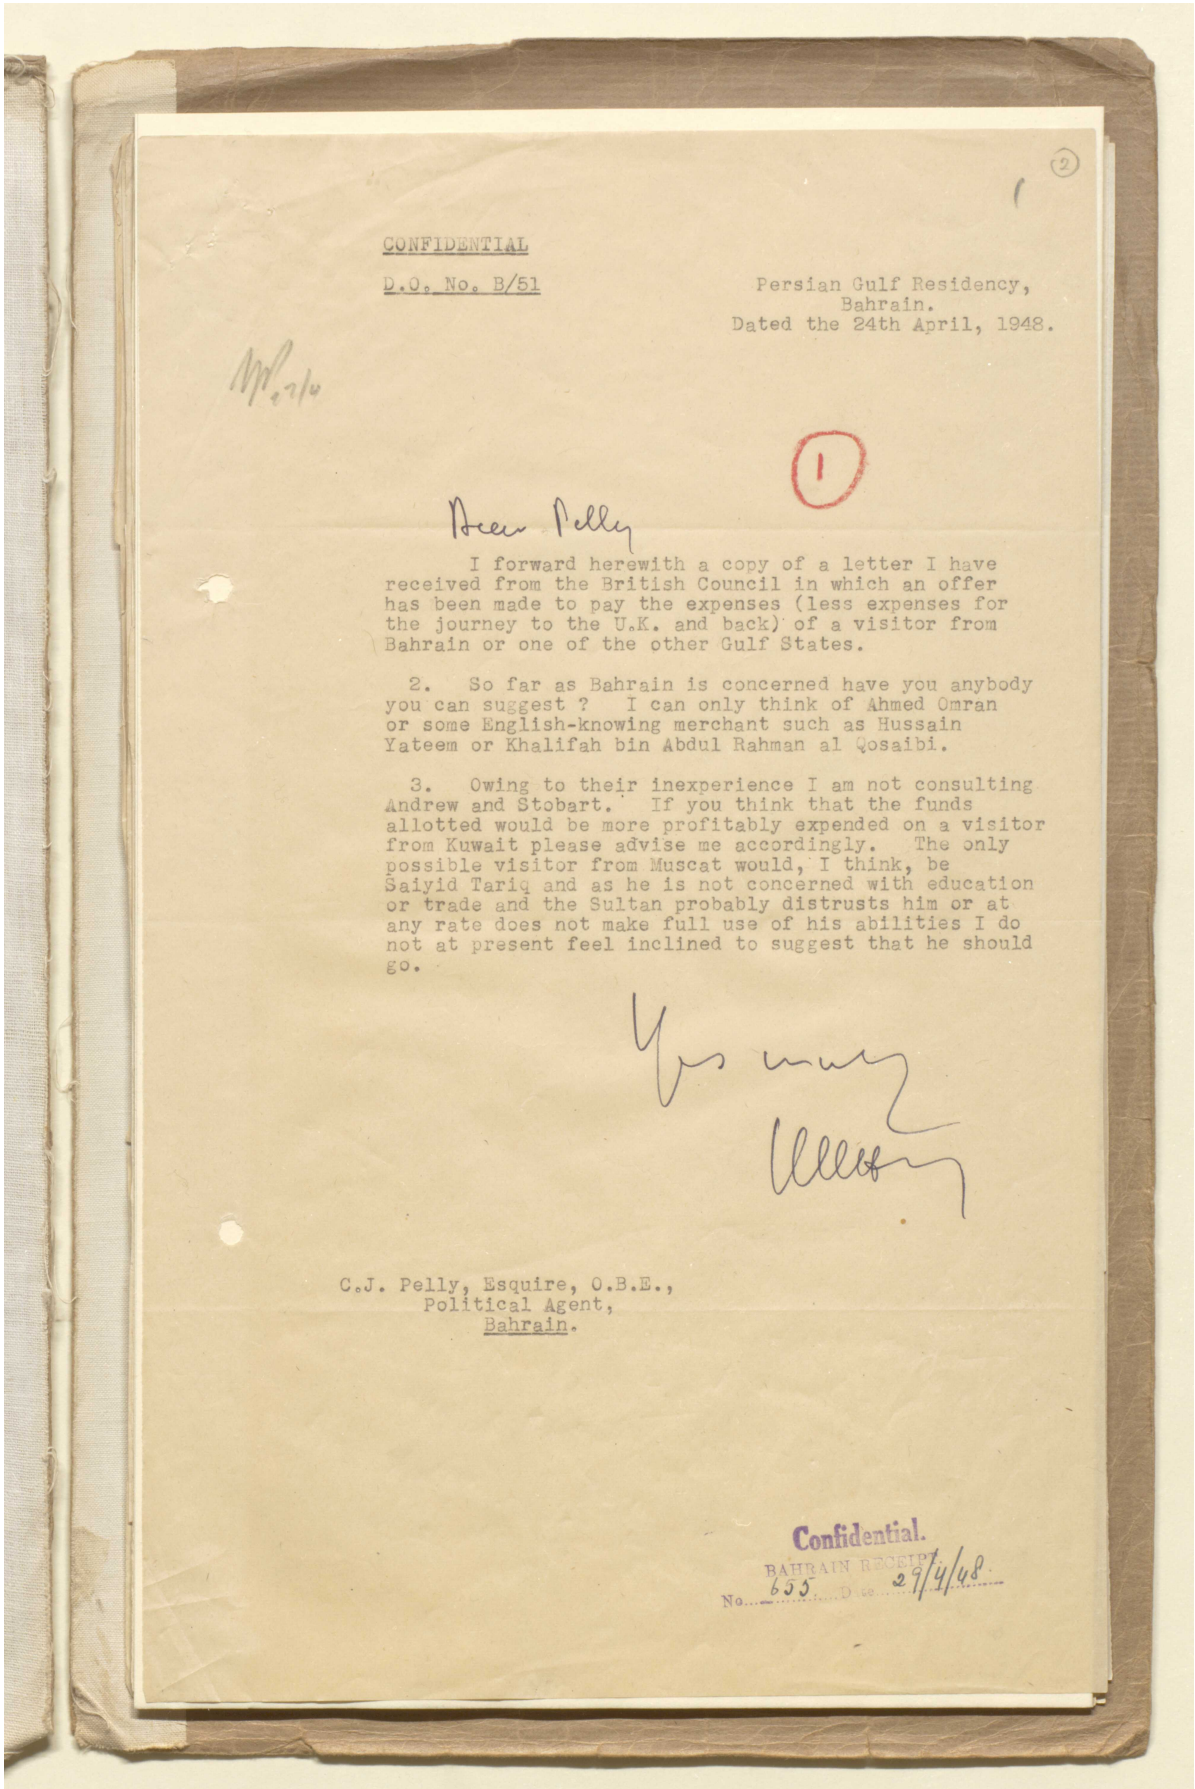 2
1
CONFIDENTIAL
D.O. No. B/51
Persian Gulf Residency,
Bahrain.
Dated the 24th April, 1948.
27/4
1
Dear Pelly
I forward herewith a copy of a letter I have
received from the British Council in which an offer
has been made to pay the expenses (less expenses for
the journey to the U.K. and back) of a visitor from
Bahrain or one of the other Gulf States.
2. So far as Bahrain is concerned have you anybody
you can suggest ? I can only think of Ahmed Omran
or some English-knowing merchant such as Hussain
Yateem or Khalifah bin Abdul Rahman al Qosaibi.
3. Owing to their inexperience I am not consulting
Andrew and Stobart. If you think that the funds
allotted would be more profitably expended on a visitor
from Kuwait please advise me accordingly. The only
possible visitor from Muscat would, I think, be
Saiyid Tariq and as he is not concerned with education
or trade and the Sultan probably distrusts him or at
any rate does not make full use of his abilities I do
not at present feel inclined to suggest that he should
go.
C.J. Pelly, Esquire, O.B.E.,
Political Agent,
Bahrain.
Confidential.
BAHRAIN RECEIPT
No. 655 Date 29/4/48